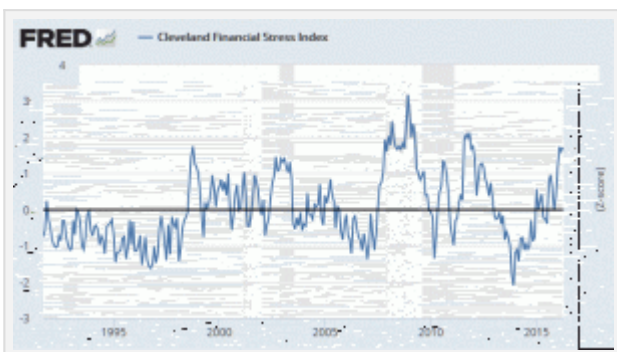 FRED — Cleveland Financial Stress Index
4
3
2
1
0
-1
-2
-3
(Z-score)
1995 2000 2005 2010 2015